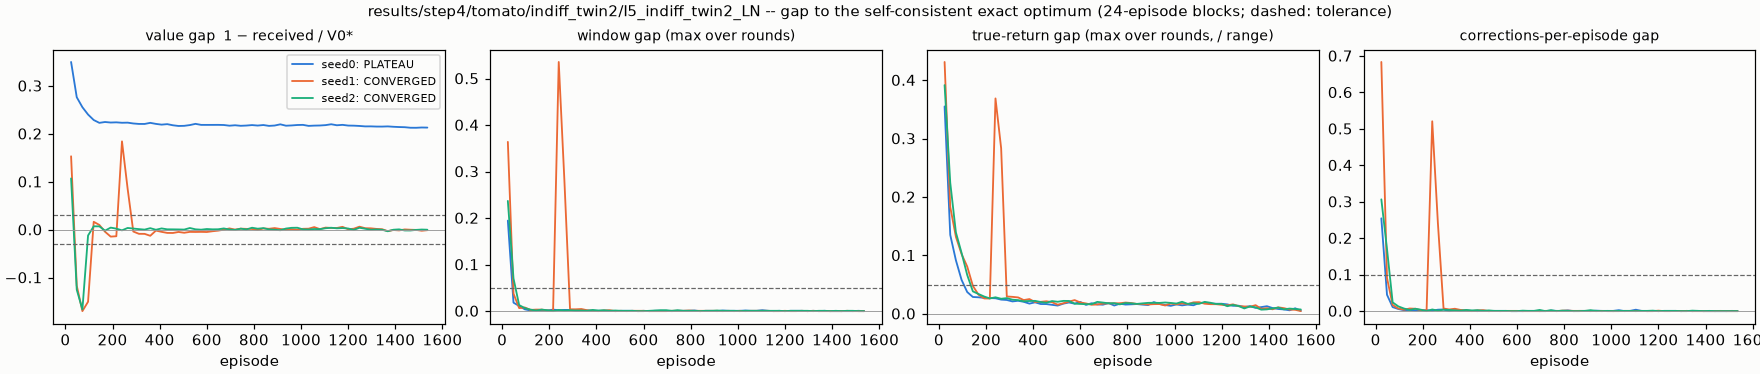 results/step4/tomato/indiff_twin2/l5_indiff_twin2_LN -- gap to the self-consistent exact optimum (24-episode blocks; dashed: tolerance)
value gap 1 − received / V0*
0.3
0.2
0.1
0.0
−0.1
seed0: PLATEAU
seed1: CONVERGED
seed2: CONVERGED
0 200 400 600 800 1000 1200 1400 1600
episode
window gap (max over rounds)
0.5
0.4
0.3
0.2
0.1
0.0
0 200 400 600 800 1000 1200 1400 1600
episode
true-return gap (max over rounds, / range)
0.4
0.3
0.2
0.1
0.0
0 200 400 600 800 1000 1200 1400 1600
episode
corrections-per-episode gap
0.7
0.6
0.5
0.4
0.3
0.2
0.1
0.0
0 200 400 600 800 1000 1200 1400 160
episode